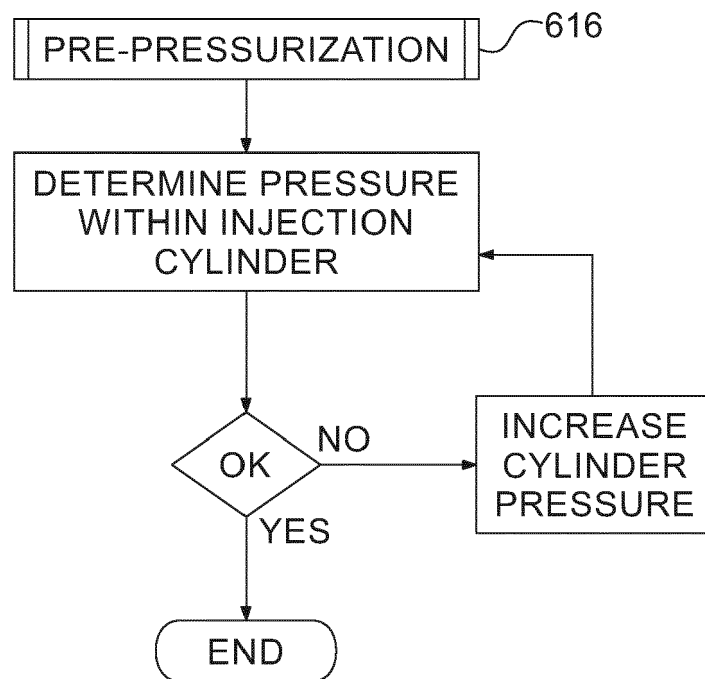 PRE-PRESSURIZATION
616
DETERMINE PRESSURE
WITHIN INJECTION
CYLINDER
OK
NO
INCREASE
CYLINDER
PRESSURE
YES
END